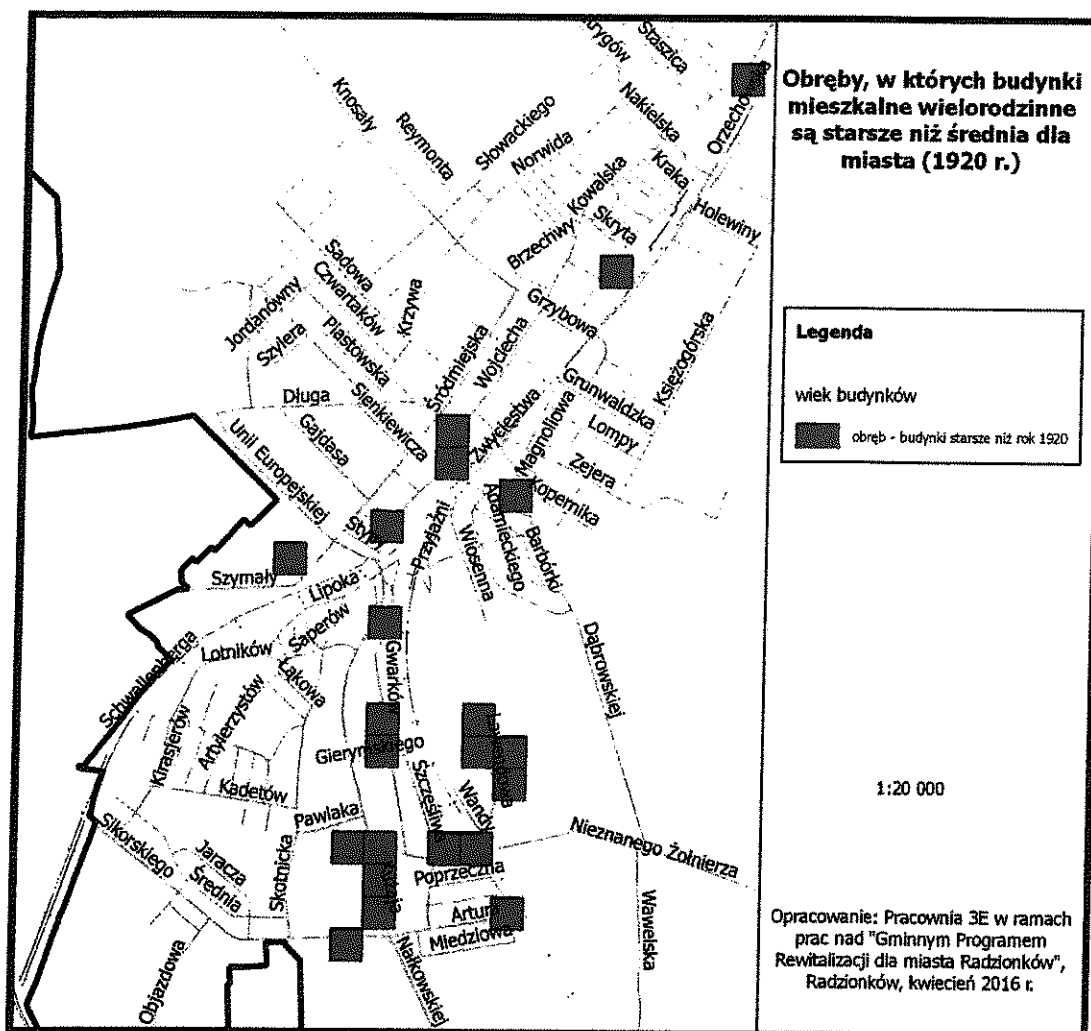 Obręby, w których budynki
mieszkalne wielorodzinne
są starsze niż średnia dla
miasta (1920 r.)
Legenda
wiek budynków
obręb - budynki starsze niż rok 1920
1:20 000
Opracowanie: Pracownia 3E w ramach
prac nad "Gminnym Programem
Rewitalizacji dla miasta Radzionków",
Radzionków, kwiecień 2016 r.
Staszica
Knosały
Reymonta
Słowackiego
Norwida
Nakielska
Kraka
Kowalska
Skryta
Brzechwy
Holewiny
Sadowa
Czwartaków
Krzywa
Jordanówny
Szylera
Piastowska
Grzybowa
Wojciecha
Śródmiejska
Księżogórska
Długa
Sienkiewicza
Gajdasa
Unii Europejskiej
Zwycięstwa
Magnoliowa
Grunwaldzka
Lompy
Zejera
Kopernika
Adamieckiego
Barbórki
Wiosenna
Przyjaźni
Szymały
Lipoka
Saperów
Lotników
Łąkowa
Schwallenberga
Gwarków
Dąbrowskiej
Kirasjerów
Artylerzystów
Gierymskiego
Kadetów
Pawlaka
Szczęśliwa
Wandy
Sikorskiego
Jaracza
Średnia
Skotnicka
Poprzeczna
Nieznanego Żołnierza
Artura
Miedziowa
Wawelska
Objazdowa
Nałkowskiej